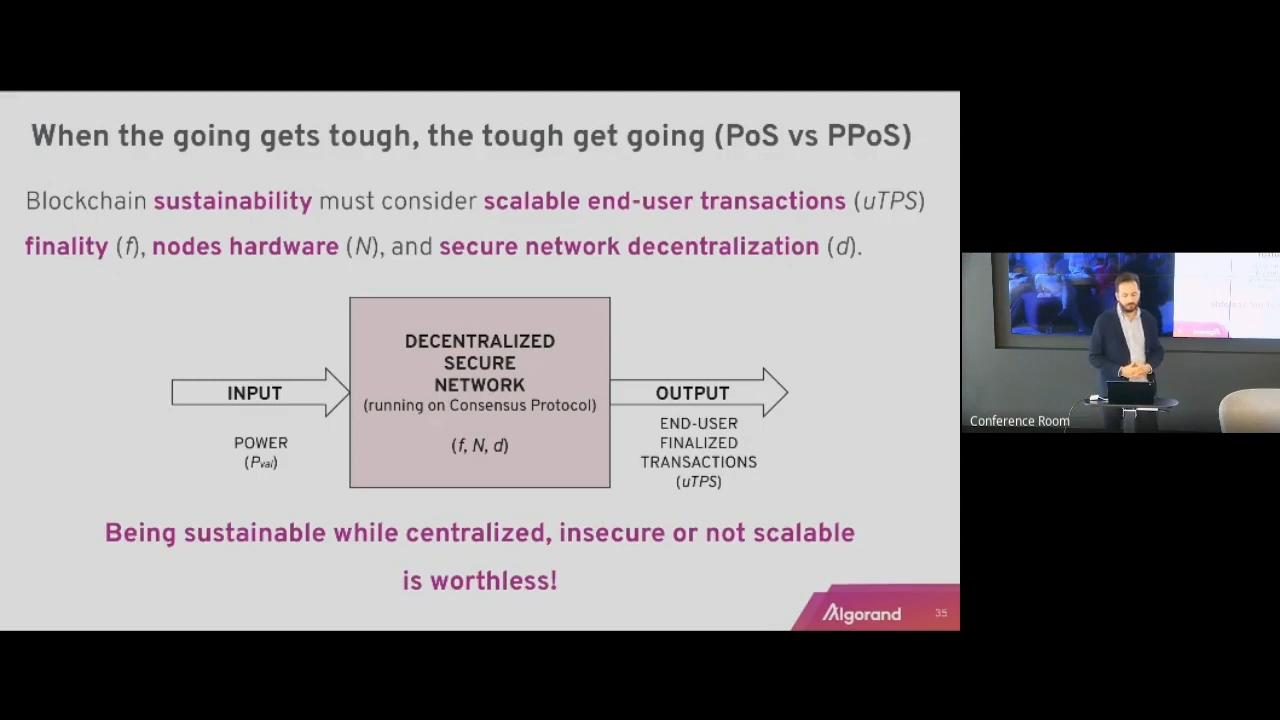 When the going gets tough, the tough get going (PoS vs PPoS)
Blockchain sustainability must consider scalable end-user transactions (uTPS)
finality (f), nodes hardware (N), and secure network decentralization (d).
INPUT
POWER
(Pval)
DECENTRALIZED
SECURE
NETWORK
(running on Consensus Protocol)
(f, N, d)
OUTPUT
END-USER
FINALIZED
TRANSACTIONS
(uTPS)
Being sustainable while centralized, insecure or not scalable
is worthless!
Algorand
35
Conference Room